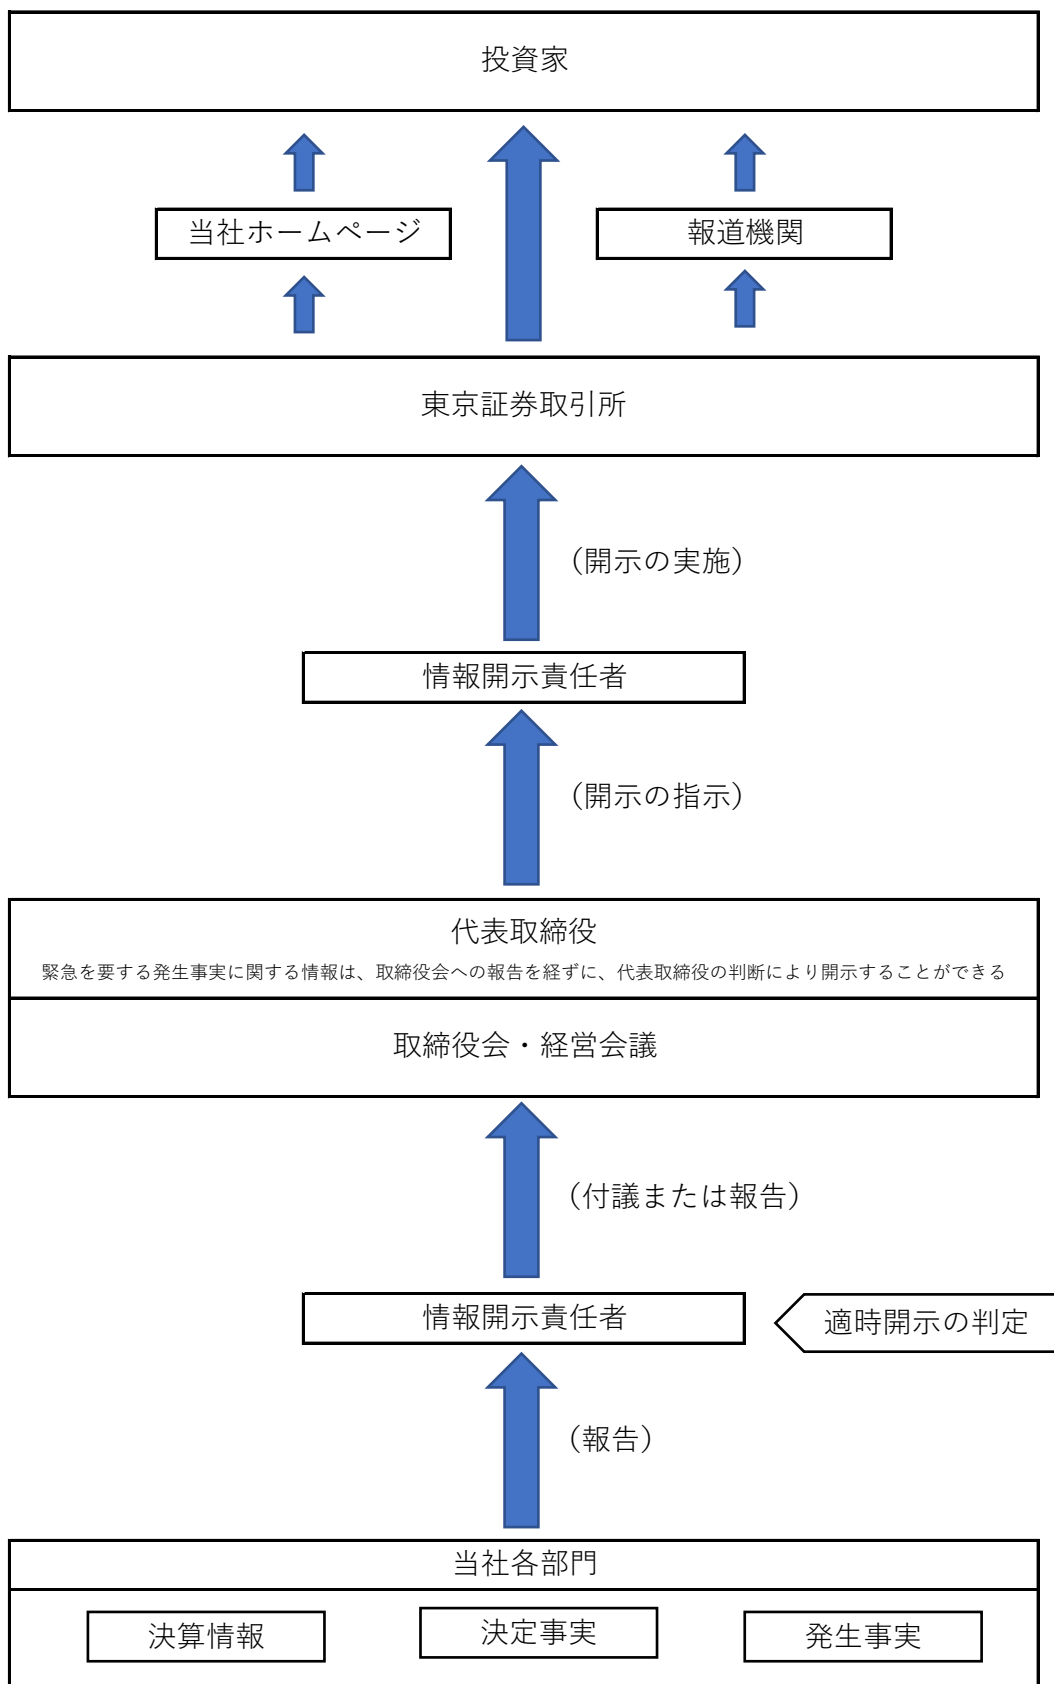 投資家
当社ホームページ
報道機関
東京証券取引所
（開示の実施）
情報開示責任者
（開示の指示）
代表取締役
緊急を要する発生事実に関する情報は、取締役会への報告を経ずに、代表取締役の判断により開示することができる
取締役会・経営会議
（付議または報告）
情報開示責任者
適時開示の判定
（報告）
当社各部門
決算情報
決定事実
発生事実